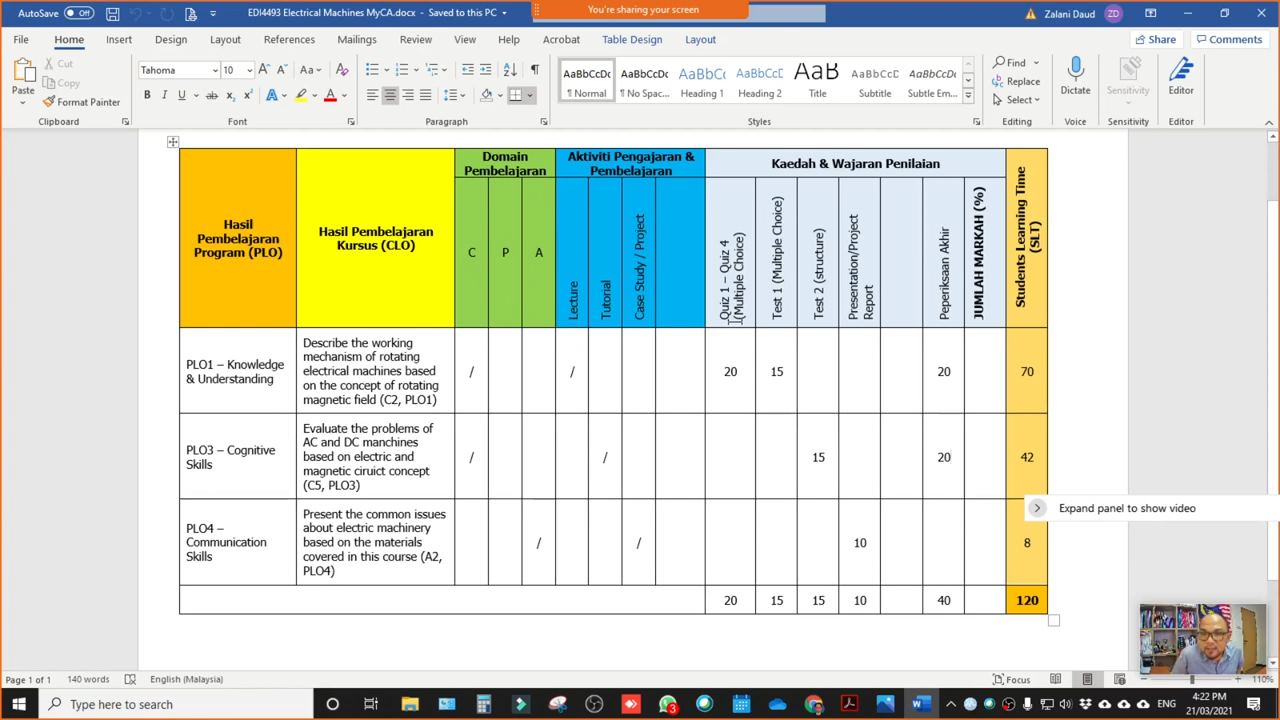 AutoSave Off
EDI4493 Electrical Machines MyCA.docx - Saved to this PC
You're sharing your screen
Zalani Daud ZD
File Home Insert Design Layout References Mailings Review View Help Acrobat Table Design Layout Share Comments
Paste Cut
Copy
Format Painter
Clipboard
Tahoma 10
Font
Paragraph
AaBbCcDc AaBbCcDc AaBbCcC AaBbCcC AaB AaBbCcC AaBbCcDc
¶ Normal ¶ No Spac... Heading 1 Heading 2 Title Subtitle Subtle Em...
Styles
Find
Replace
Select
Editing
Dictate
Voice
Sensitivity
Sensitivity
Editor
Editor
Hasil
Pembelajaran
Program (PLO)
Hasil Pembelajaran
Kursus (CLO)
Domain
Pembelajaran
C P A
Aktiviti Pengajaran &
Pembelajaran
Lecture
Tutorial
Case Study / Project
Kaedah & Wajaran Penilaian
Quiz 1 – Quiz 4
(Multiple Choice)
Test 1 (Multiple Choice)
Test 2 (structure)
Presentation/Project
Report
Peperiksaan Akhir
JUMLAH MARKAH (%)
Students Learning Time
(SLT)
PLO1 – Knowledge
& Understanding
Describe the working
mechanism of rotating
electrical machines based
on the concept of rotating
magnetic field (C2, PLO1)
/ / 20 15 20 70
PLO3 – Cognitive
Skills
Evaluate the problems of
AC and DC manchines
based on electric and
magnetic ciruict concept
(C5, PLO3)
/ / 15 20 42
PLO4 –
Communication
Skills
Present the common issues
about electric machinery
based on the materials
covered in this course (A2,
PLO4)
/ / 10 8
20 15 15 10 40 120
Expand panel to show video
Page 1 of 1 140 words English (Malaysia) Focus 110%
Type here to search
3
ENG
4:22 PM
21/03/2021